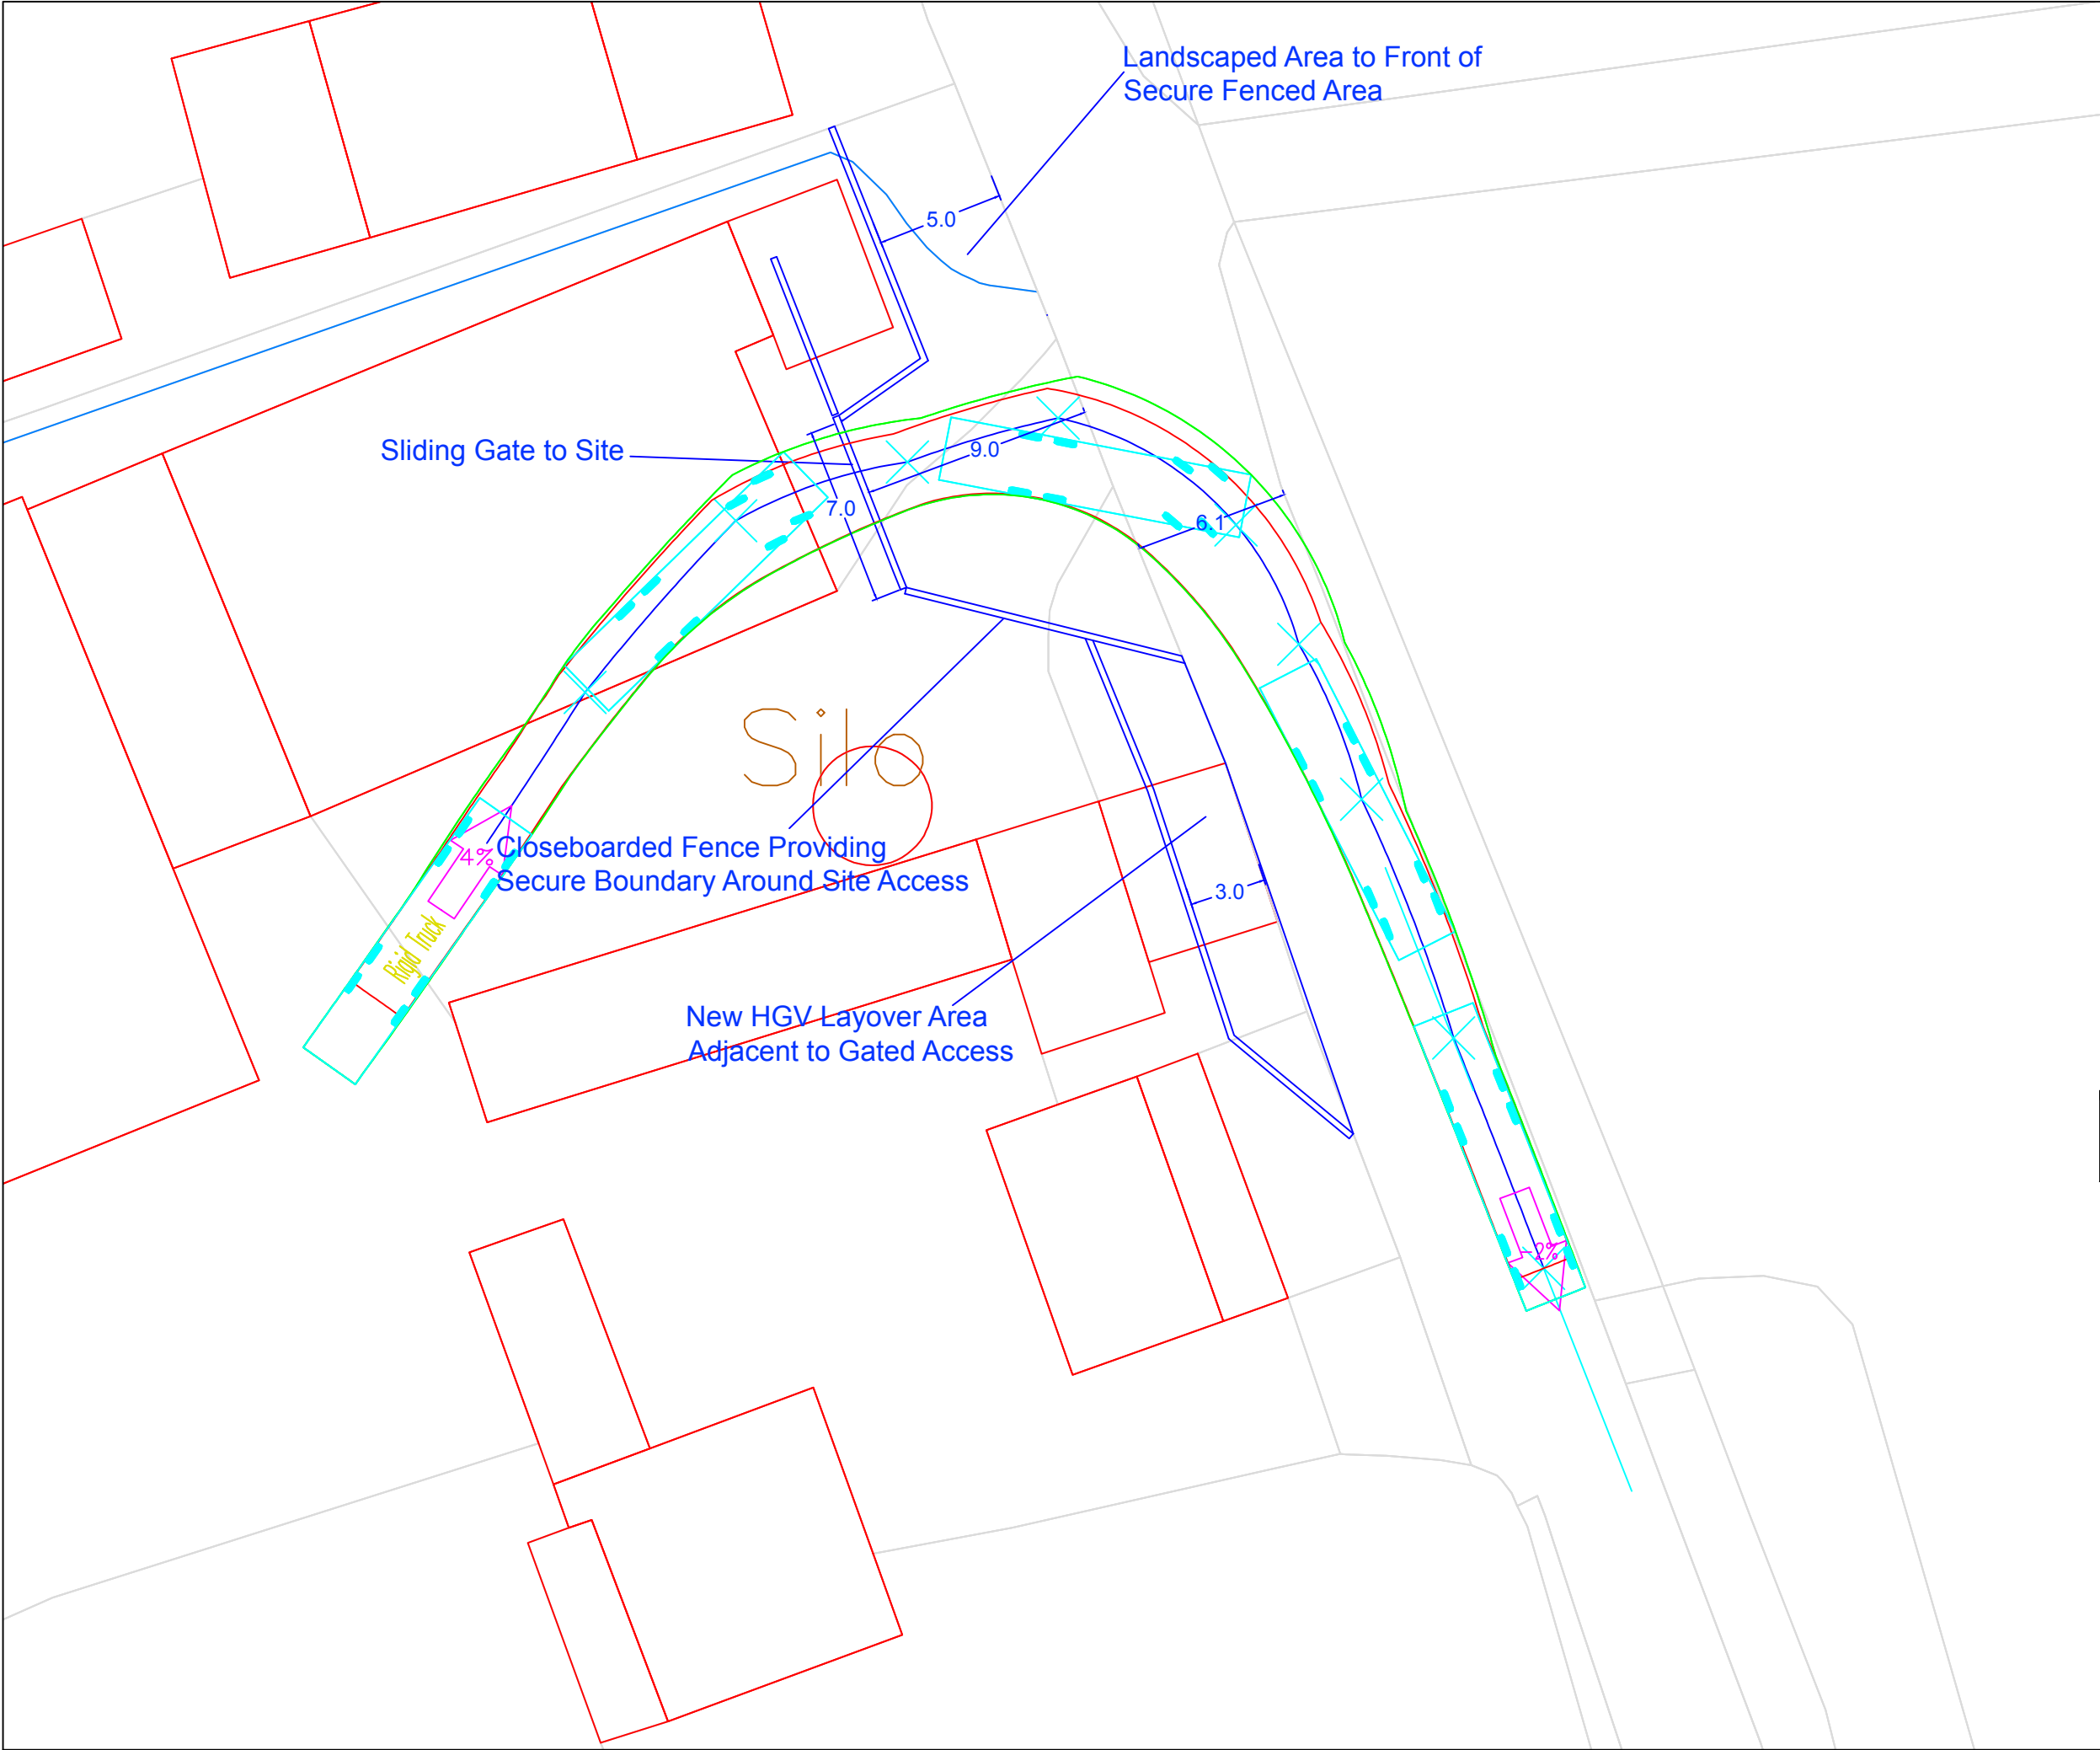 Landscaped Area to Front of
Secure Fenced Area
5.0
Sliding Gate to Site
9.0
7.0
6.1
Silo
Closeboarded Fence Providing
Secure Boundary Around Site Access
4%
3.0
Rigid Truck
New HGV Layover Area
Adjacent to Gated Access
-2%